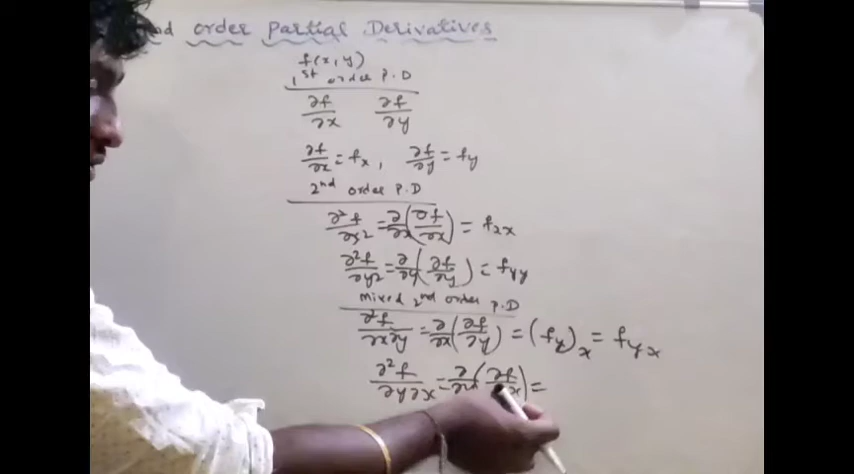 nd order Partial Derivatives
f(x,y)
1st order P.D
∂f/∂x ∂f/∂y
∂f/∂x = fx , ∂f/∂y = fy
2nd order P.D
∂²f/∂x² = ∂/∂x(∂f/∂x) = fxx
∂²f/∂y² = ∂/∂y(∂f/∂y) = fyy
mixed 2nd order P.D
∂²f/∂x∂y = ∂/∂x(∂f/∂y) = (fy)x = fyx
∂²f/∂y∂x = ∂/∂y(∂f/∂x) =